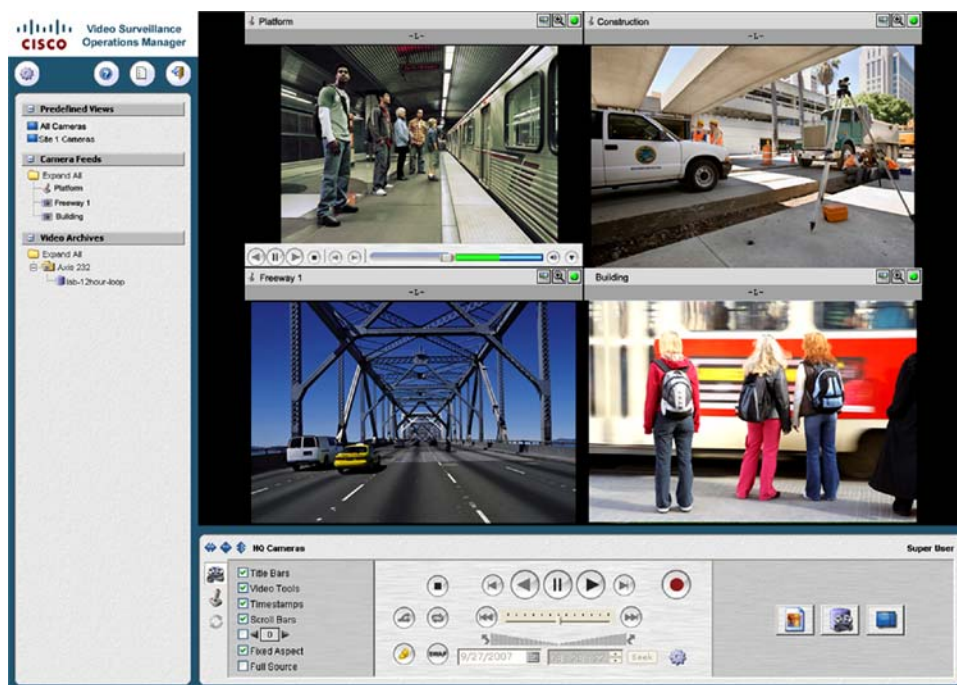 CISCO
Video Surveillance
Operations Manager
Predefined Views
All Cameras
Site 1 Cameras
Camera Feeds
Expand All
Platform
Freeway 1
Building
Video Archives
Expand All
Axis 232
lab-12hour-loop
Platform
-L-
Construction
-L-
Freeway 1
-L-
Building
-L-
HQ Cameras
Super User
Title Bars
Video Tools
Timestamps
Scroll Bars
0
Fixed Aspect
Full Source
SWAP
9/27/2007
Seek